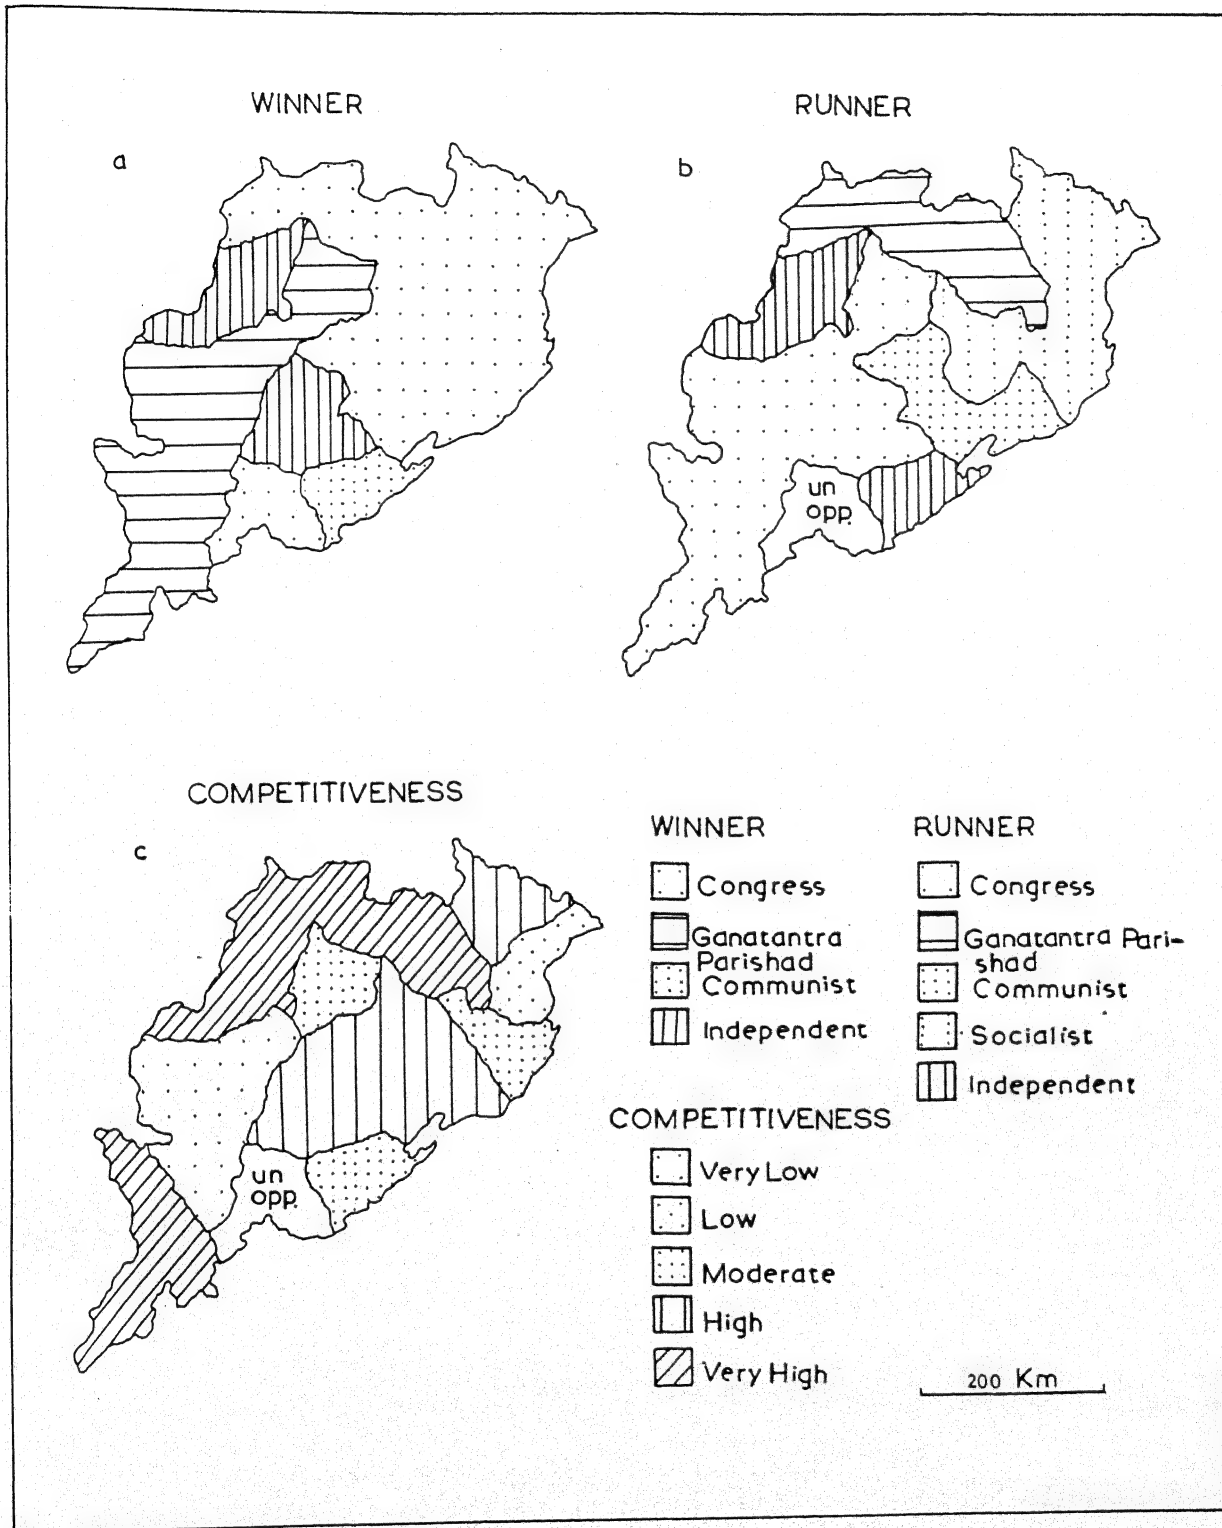 WINNER
a
RUNNER
b
un
opp.
COMPETITIVENESS
c
un
opp.
WINNER
Congress
Ganatantra
Parishad
Communist
Independent
RUNNER
Congress
Ganatantra Pari-
shad
Communist
Socialist
Independent
COMPETITIVENESS
Very Low
Low
Moderate
High
Very High
200 Km